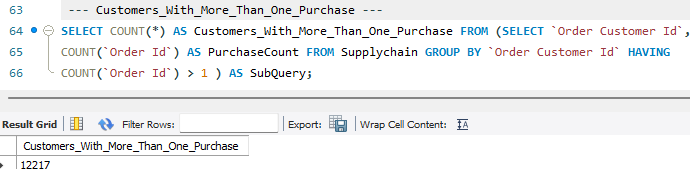 63 --- Customers_With_More_Than_One_Purchase ---
64 SELECT COUNT(*) AS Customers_With_More_Than_One_Purchase FROM (SELECT `Order Customer Id`,
65 COUNT(`Order Id`) AS PurchaseCount FROM Supplychain GROUP BY `Order Customer Id` HAVING
66 COUNT(`Order Id`) > 1 ) AS SubQuery;
Result Grid Filter Rows: Export: Wrap Cell Content:
Customers_With_More_Than_One_Purchase
12217